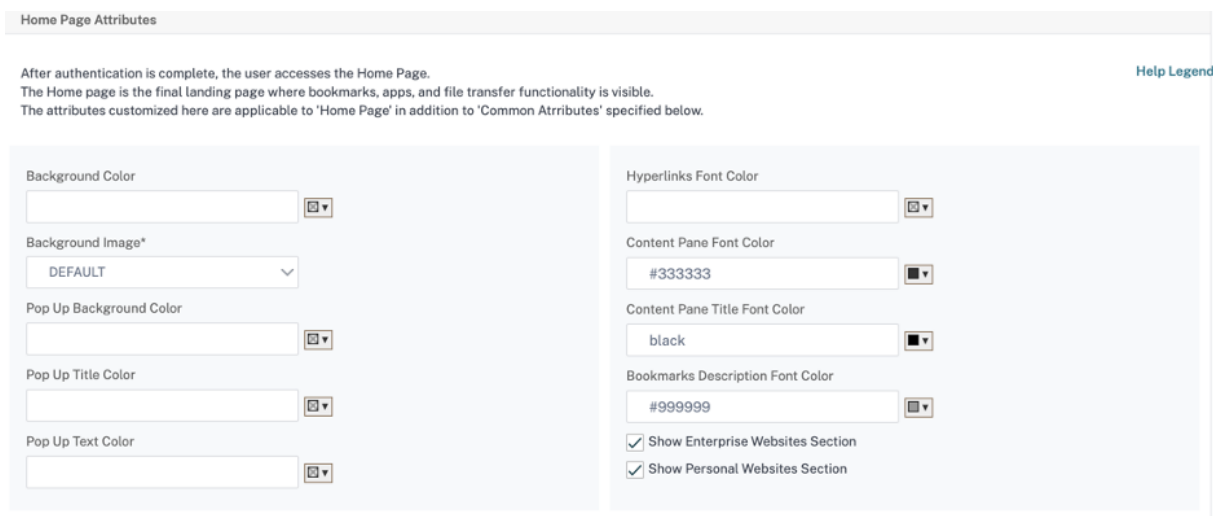 Home Page Attributes
After authentication is complete, the user accesses the Home Page.
Help Legend
The Home page is the final landing page where bookmarks, apps, and file transfer functionality is visible.
The attributes customized here are applicable to 'Home Page' in addition to 'Common Atrributes' specified below.
Background Color
Background Image*
DEFAULT
Pop Up Background Color
Pop Up Title Color
Pop Up Text Color
Hyperlinks Font Color
Content Pane Font Color
#333333
Content Pane Title Font Color
black
Bookmarks Description Font Color
#999999
Show Enterprise Websites Section
Show Personal Websites Section